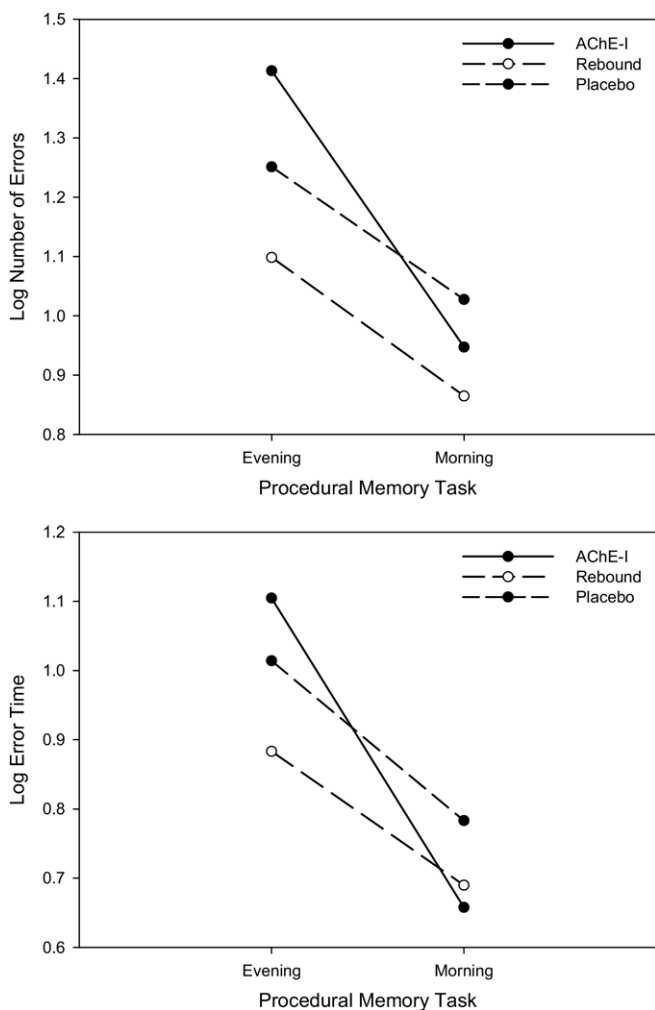 1.5
AChE-I
Rebound
Placebo
1.4
1.3
1.2
1.1
1.0
0.9
0.8
Log Number of Errors
Evening
Morning
Procedural Memory Task
1.2
AChE-I
Rebound
Placebo
1.1
1.0
0.9
0.8
0.7
0.6
Log Error Time
Evening
Morning
Procedural Memory Task